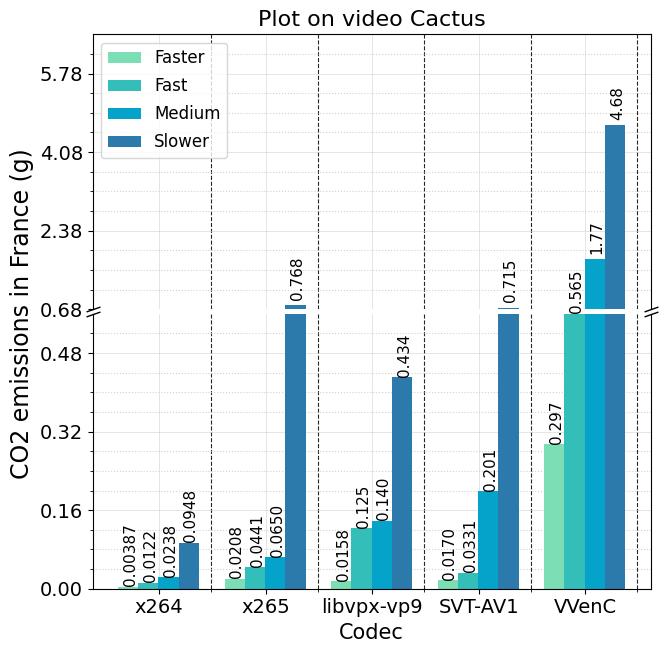 Plot on video Cactus
Faster
Fast
Medium
Slower
CO2 emissions in France (g)
5.78
4.08
2.38
0.68
0.48
0.32
0.16
0.00
0.00387
0.0122
0.0238
0.0948
0.0208
0.0441
0.0650
0.768
0.0158
0.125
0.140
0.434
0.0170
0.0331
0.201
0.715
0.297
0.565
1.77
4.68
x264
x265
libvpx-vp9
SVT-AV1
VVenC
Codec